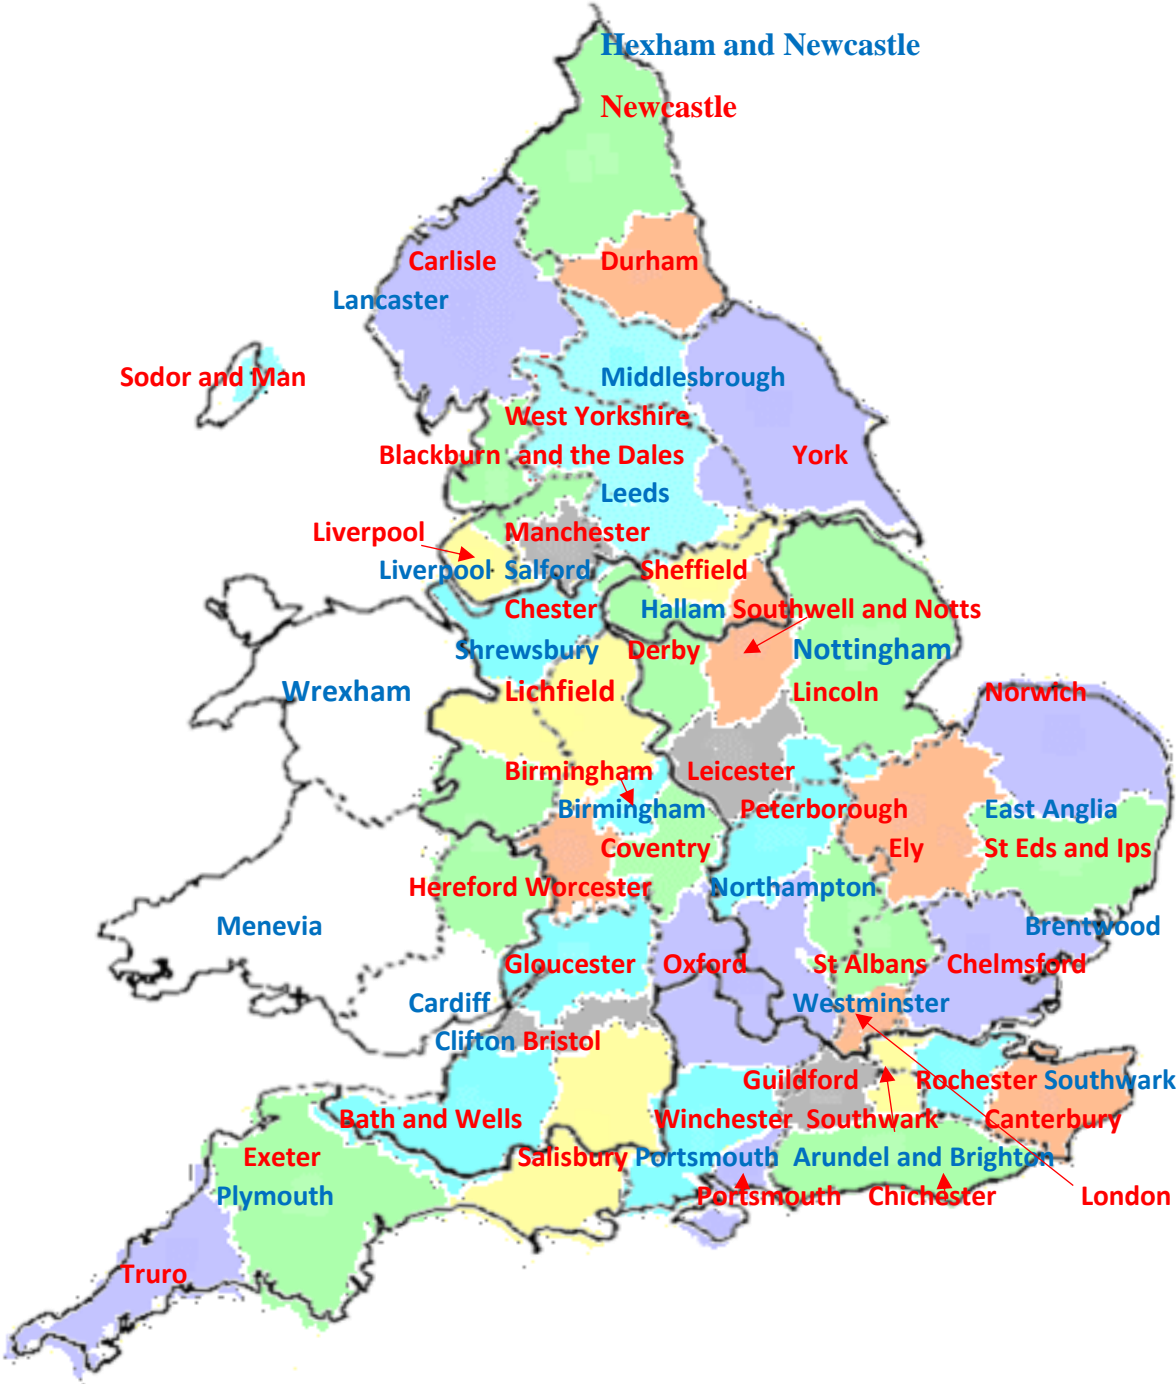 Hexham and Newcastle
Newcastle
Carlisle Durham
Lancaster
Sodor and Man Middlesbrough
West Yorkshire
Blackburn and the Dales York
Leeds
Liverpool Manchester
Liverpool Salford Sheffield
Chester Hallam Southwell and Notts
Shrewsbury Derby Nottingham
Wrexham Lichfield Lincoln Norwich
Birmingham Leicester
Birmingham Peterborough East Anglia
Coventry Ely St Eds and Ips
Hereford Worcester Northampton
Menevia Brentwood
Gloucester Oxford St Albans Chelmsford
Cardiff Westminster
Clifton Bristol
Guildford Rochester Southwark
Bath and Wells Winchester Southwark Canterbury
Exeter Salisbury Portsmouth Arundel and Brighton
Plymouth Portsmouth Chichester London
Truro